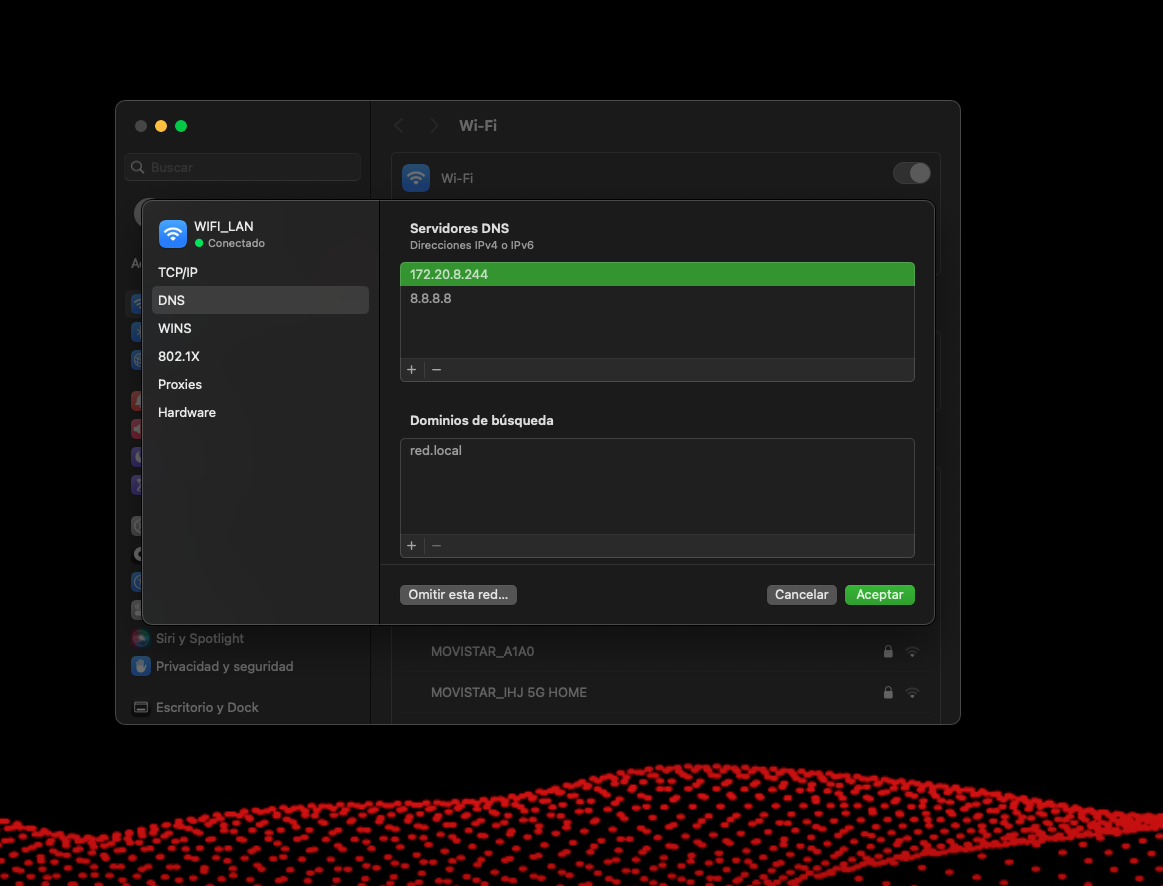 Wi-Fi
Buscar
Wi-Fi
WIFI_LAN
Conectado
TCP/IP
DNS
WINS
802.1X
Proxies
Hardware
Servidores DNS
Direcciones IPv4 o IPv6
172.20.8.244
8.8.8.8
Dominios de búsqueda
red.local
Omitir esta red...
Cancelar
Aceptar
Siri y Spotlight
Privacidad y seguridad
Escritorio y Dock
MOVISTAR_A1A0
MOVISTAR_IHJ 5G HOME